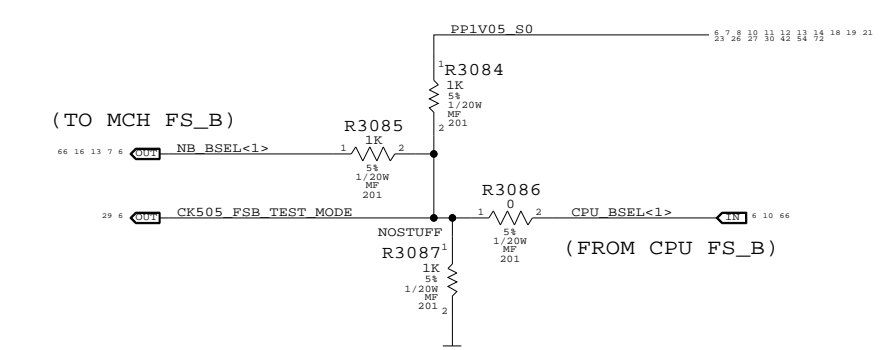 PP1V05_S0
6 7 8 10 11 12 13 14 18 19 21
23 26 27 30 42 54 72
1
R3084
1K
5%
1/20W
MF
201
2
(TO MCH FS_B)
R3085
1K
66 16 13 7 6 OUT NB_BSEL<1> 1 2
5%
1/20W
MF
201
R3086
0
29 6 OUT CK505_FSB_TEST_MODE 1 2 CPU_BSEL<1> IN 6 10 66
5%
1/20W
MF
201
(FROM CPU FS_B)
NOSTUFF
R3087
1
1K
5%
1/20W
MF
201
2